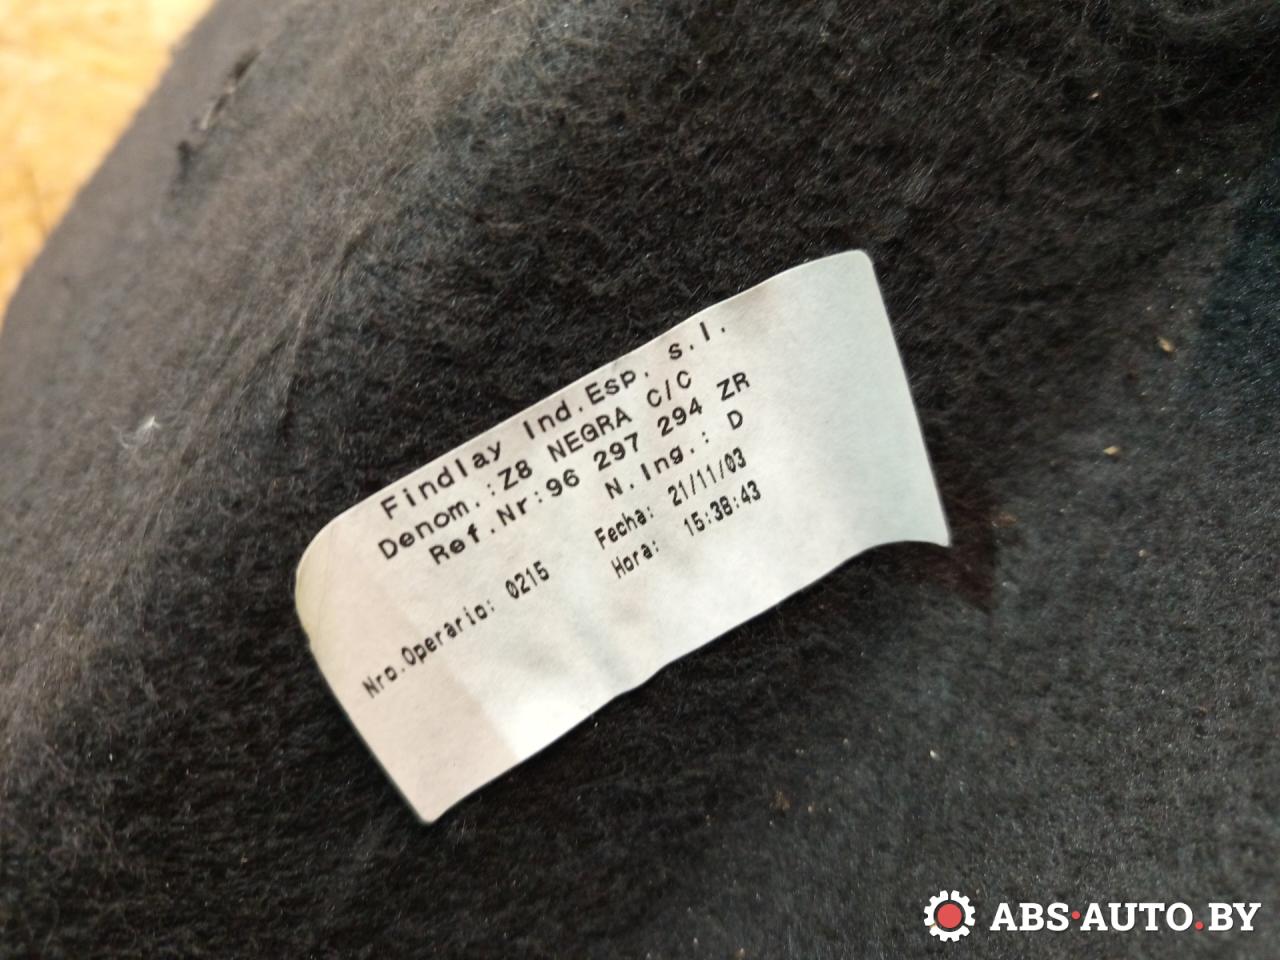 Findlay Ind.Esp. s.l.
Denom.:Z8 NEGRA C/C
Ref.Nr:96 297 294 ZR
N.Ing.: D
Fecha: 21/11/03
Nro.Operario: 0215
Hora: 15:38:43
ABS·AUTO.BY